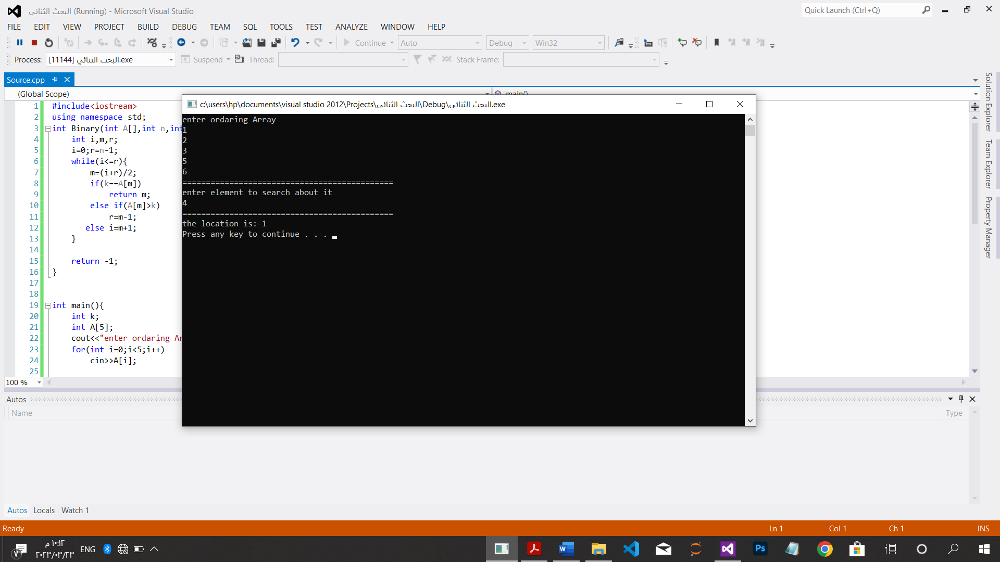 البحث الثنائي (Running) - Microsoft Visual Studio
Quick Launch (Ctrl+Q)
FILE EDIT VIEW PROJECT BUILD DEBUG TEAM SQL TOOLS TEST ANALYZE WINDOW HELP
Continue Auto Debug Win32
Process: [11144] البحث الثنائي.exe Suspend Thread: Stack Frame:
Source.cpp
(Global Scope) main()
1 #include<iostream>
2 using namespace std;
3 int Binary(int A[],int n,int
4 int i,m,r;
5 i=0;r=n-1;
6 while(i<=r){
7 m=(i+r)/2;
8 if(k==A[m])
9 return m;
10 else if(A[m]>k)
11 r=m-1;
12 else i=m+1;
13 }
14
15 return -1;
16 }
17
18
19 int main(){
20 int k;
21 int A[5];
22 cout<<"enter ordaring Ar
23 for(int i=0;i<5;i++)
24 cin>>A[i];
25
100 %
c:\users\hp\documents\visual studio 2012\Projects\البحث الثنائي\Debug\البحث الثنائي.exe
enter ordaring Array
1
2
3
5
6
=============================================
enter element to search about it
4
=============================================
the location is:-1
Press any key to continue . . .
Solution Explorer
Team Explorer
Property Manager
Autos
Name Type
Autos Locals Watch 1
Ready Ln 1 Col 1 Ch 1 INS
٧
١٠:١٢ م
٢٠٢٣/٠٣/٢٣
ENG
W
Ps